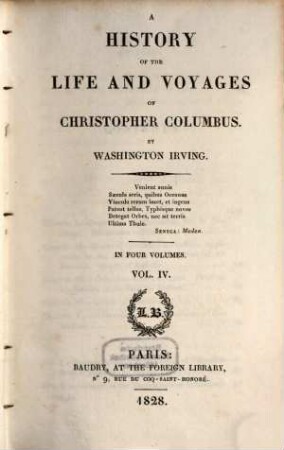 A
HISTORY
OF THE
LIFE AND VOYAGES
OF
CHRISTOPHER COLUMBUS.
BY
WASHINGTON IRVING.
Venient annis
Sæcula seris, quibus Oceanus
Vincula rerum laxet, et ingens
Pateat tellus, Typhisque novos
Detegat Orbes, nec sit terris
Ultima Thule.
SENECA: Medea.
IN FOUR VOLUMES.
VOL. IV.
L.B
PARIS:
BAUDRY, AT THE FOREIGN LIBRARY,
N° 9, RUE DU COQ-SAINT-HONORÉ.
1828.